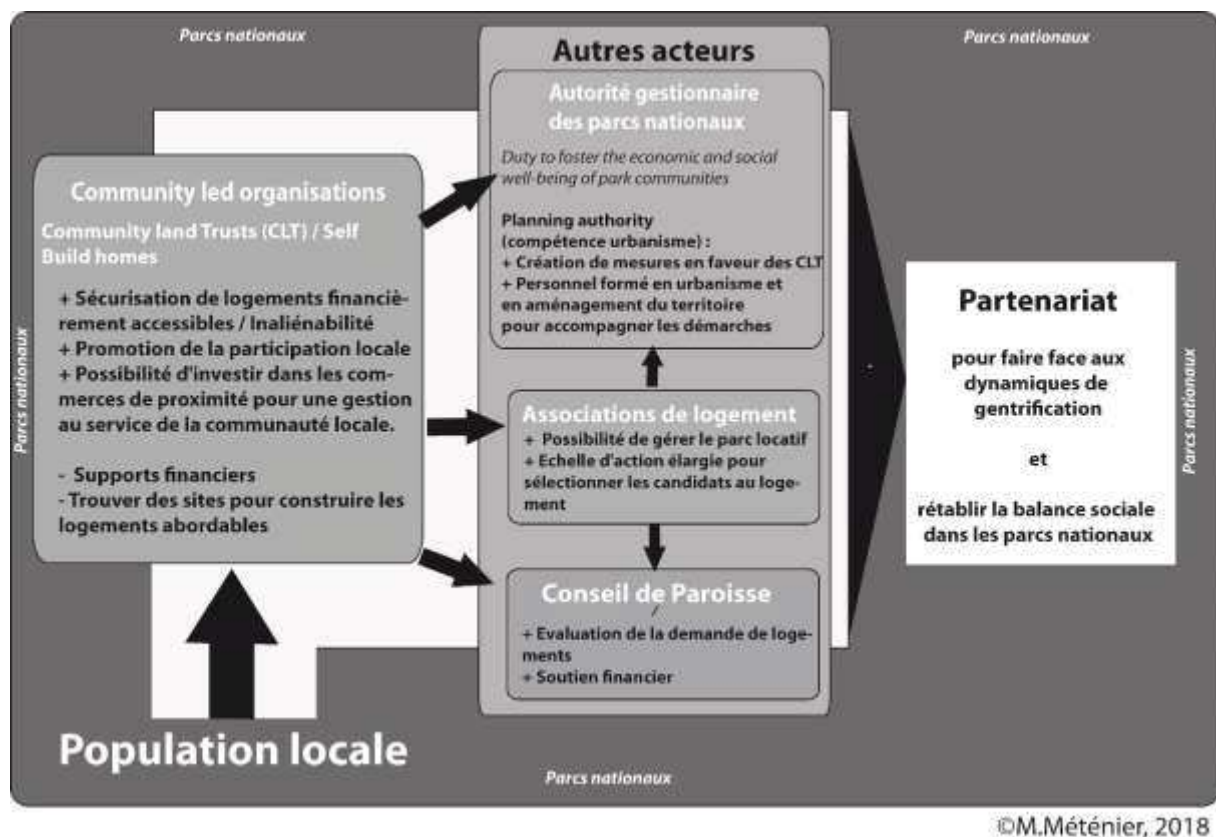 Parcs nationaux
Parcs nationaux
Parcs nationaux
Community led organisations
Community land Trusts (CLT) / Self
Build homes
+ Sécurisation de logements financiè-
rement accessibles / Inaliénabilité
+ Promotion de la participation locale
+ Possibilité d'investir dans les com-
merces de proximité pour une gestion
au service de la communauté locale.
- Supports financiers
- Trouver des sites pour construire les
logements abordables
Population locale
Autres acteurs
Autorité gestionnaire
des parcs nationaux
Duty to foster the economic and social
well-being of park communities
Planning authority
(compétence urbanisme) :
+ Création de mesures en faveur des CLT
+ Personnel formé en urbanisme et
en aménagement du territoire
pour accompagner les démarches
Associations de logement
+ Possibilité de gérer le parc locatif
+ Echelle d'action élargie pour
sélectionner les candidats au loge-
ment
Conseil de Paroisse
/
+ Evaluation de la demande de loge-
ments
+ Soutien financier
Partenariat
pour faire face aux
dynamiques de
gentrification
et
rétablir la balance sociale
dans les parcs nationaux
Parcs nationaux
Parcs nationaux
©M.Méténier, 2018